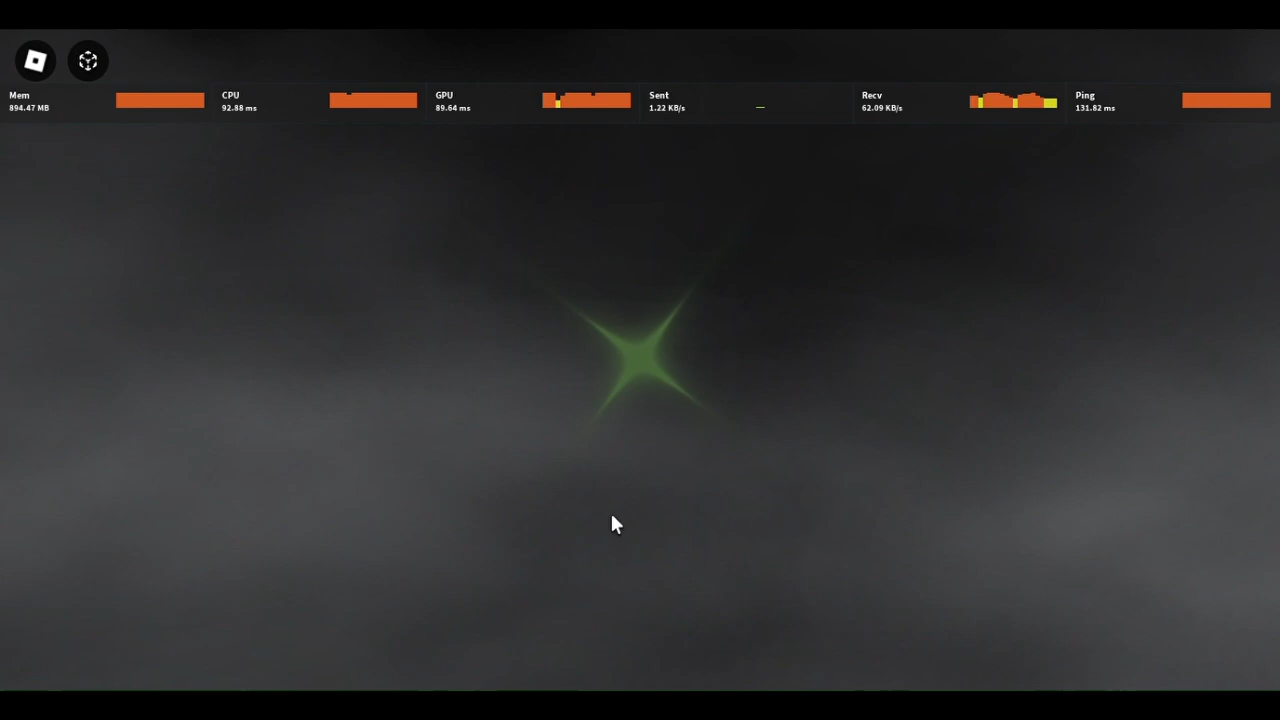 Mem
894.47 MB
CPU
92.88 ms
GPU
89.64 ms
Sent
1.22 KB/s
Recv
62.09 KB/s
Ping
131.82 ms